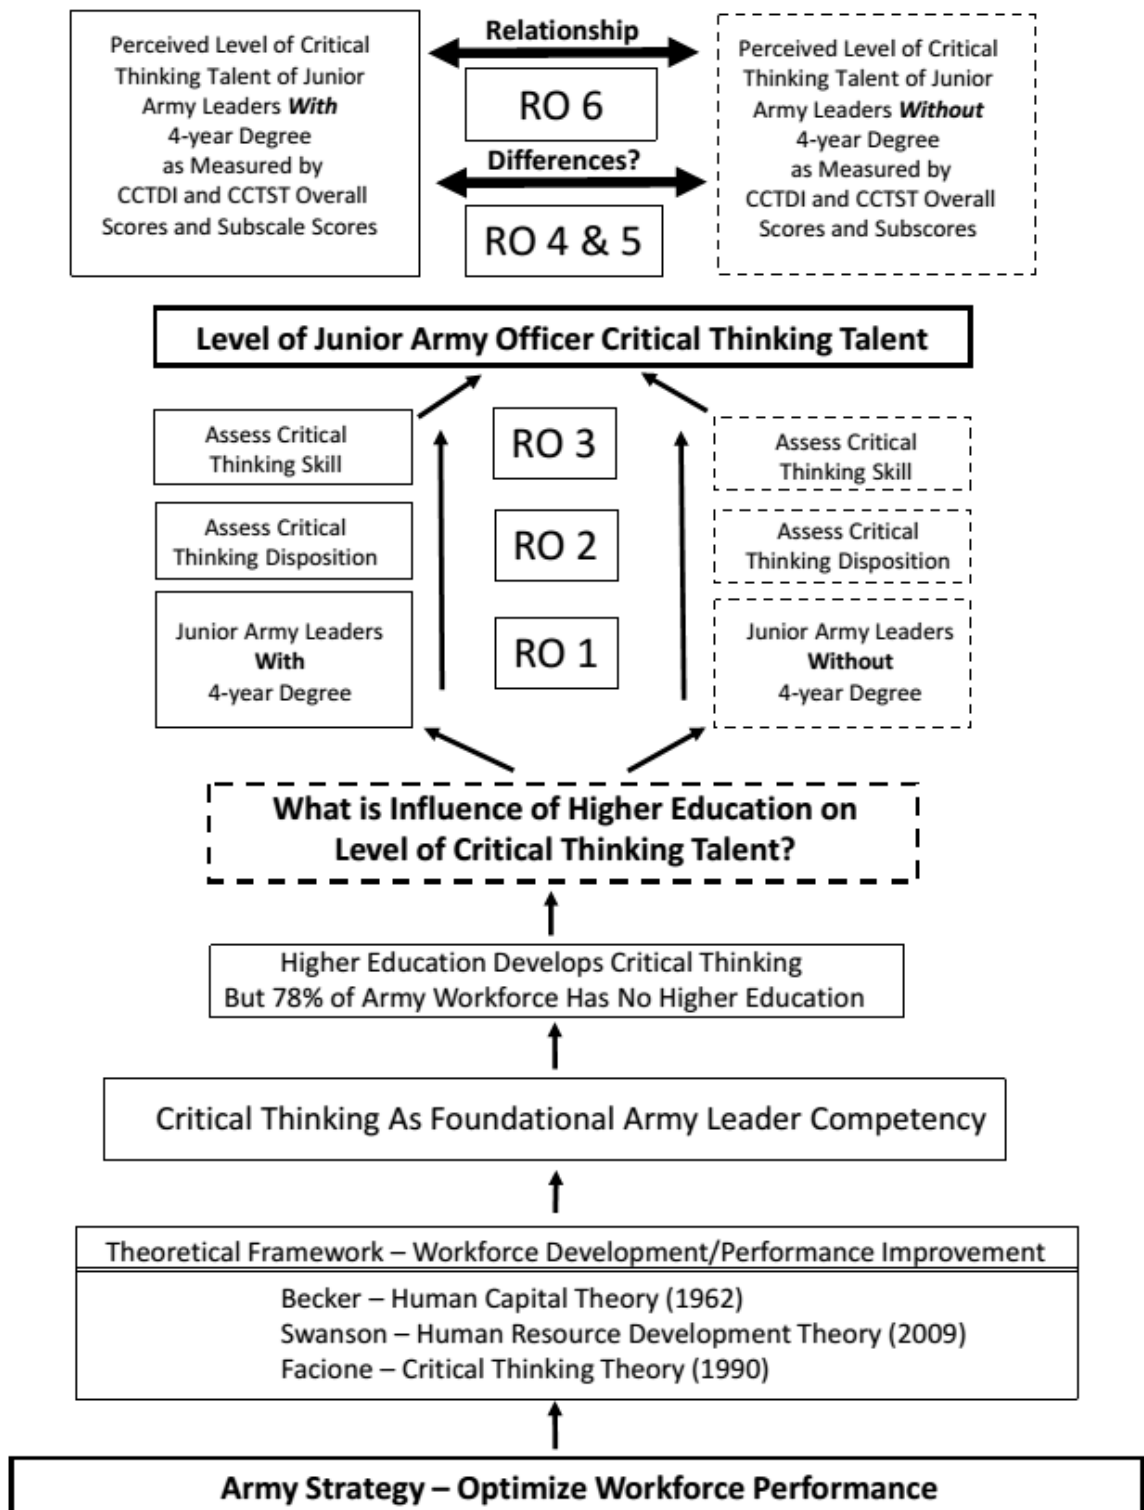 Perceived Level of Critical
Thinking Talent of Junior
Army Leaders With
4-year Degree
as Measured by
CCTDI and CCTST Overall
Scores and Subscale Scores
Relationship
RO 6
Differences?
RO 4 & 5
Perceived Level of Critical
Thinking Talent of Junior
Army Leaders Without
4-year Degree
as Measured by
CCTDI and CCTST Overall
Scores and Subscores
Level of Junior Army Officer Critical Thinking Talent
Assess Critical
Thinking Skill
RO 3
Assess Critical
Thinking Skill
Assess Critical
Thinking Disposition
RO 2
Assess Critical
Thinking Disposition
Junior Army Leaders
With
4-year Degree
RO 1
Junior Army Leaders
Without
4-year Degree
What is Influence of Higher Education on
Level of Critical Thinking Talent?
Higher Education Develops Critical Thinking
But 78% of Army Workforce Has No Higher Education
Critical Thinking As Foundational Army Leader Competency
Theoretical Framework – Workforce Development/Performance Improvement
Becker – Human Capital Theory (1962)
Swanson – Human Resource Development Theory (2009)
Facione – Critical Thinking Theory (1990)
Army Strategy – Optimize Workforce Performance